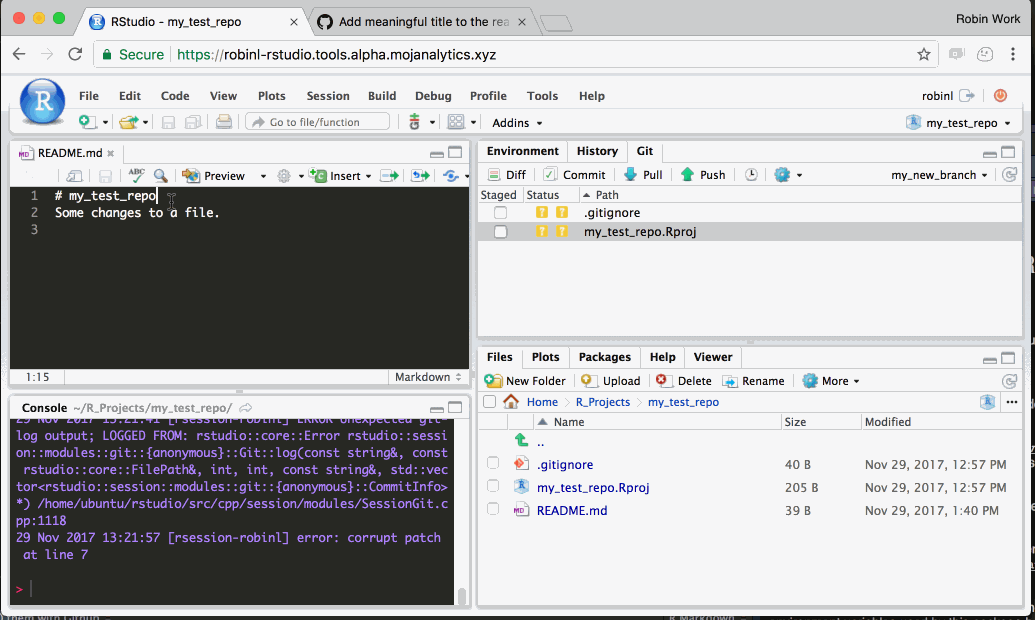 RStudio - my_test_repo
Add meaningful title to the rea
Robin Work
Secure
https://robinl-rstudio.tools.alpha.mojanalytics.xyz
R
File Edit Code View Plots Session Build Debug Profile Tools Help
robinl
Go to file/function
Addins
my_test_repo
README.md
ABC
Preview
Insert
1 # my_test_repo
2 Some changes to a file.
3
1:15
Markdown
Console ~/R_Projects/my_test_repo/
29 Nov 2017 13:21:41 [rsession-robinl] ERROR unexpected git-
log output; LOGGED FROM: rstudio::core::Error rstudio::sessi
on::modules::git::{anonymous}::Git::log(const string&, const
rstudio::core::FilePath&, int, int, const string&, std::vec
tor<rstudio::session::modules::git::{anonymous}::CommitInfo>
*) /home/ubuntu/rstudio/src/cpp/session/modules/SessionGit.c
pp:1118
29 Nov 2017 13:21:57 [rsession-robinl] error: corrupt patch
at line 7
>
Environment History Git
Diff Commit Pull Push
my_new_branch
Staged Status Path
? ? .gitignore
? ? my_test_repo.Rproj
Files Plots Packages Help Viewer
New Folder Upload Delete Rename More
Home R_Projects my_test_repo
Name Size Modified
..
.gitignore 40 B Nov 29, 2017, 12:57 PM
my_test_repo.Rproj 205 B Nov 29, 2017, 12:57 PM
README.md 39 B Nov 29, 2017, 1:40 PM